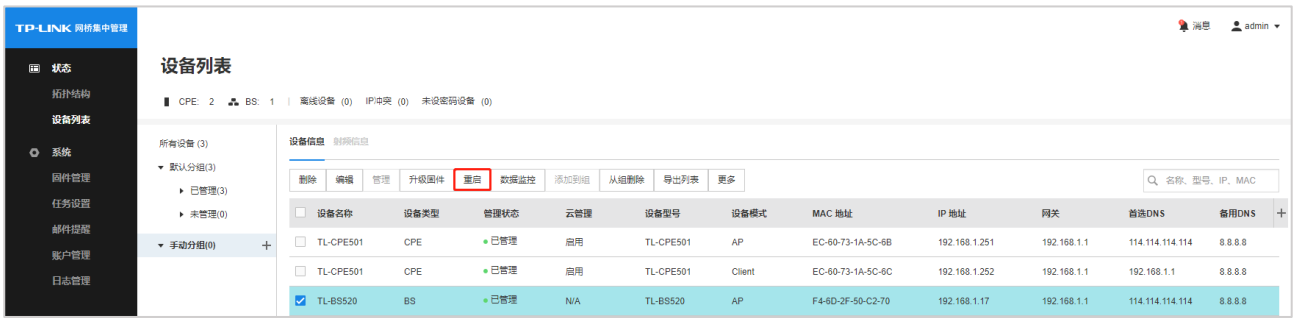 TP-LINK 网桥集中管理
消息 admin
状态
拓扑结构
设备列表
系统
固件管理
任务设置
邮件提醒
账户管理
日志管理
设备列表
CPE: 2 BS: 1 | 离线设备 (0) IP冲突 (0) 未设密码设备 (0)
所有设备 (3)
默认分组(3)
已管理(3)
未管理(0)
手动分组(0) +
设备信息 射频信息
删除 编辑 管理 升级固件 重启 数据监控 添加到组 从组删除 导出列表 更多 名称、型号、IP、MAC
设备名称 设备类型 管理状态 云管理 设备型号 设备模式 MAC 地址 IP 地址 网关 首选DNS 备用DNS +
TL-CPE501 CPE 已管理 启用 TL-CPE501 AP EC-60-73-1A-5C-6B 192.168.1.251 192.168.1.1 114.114.114.114 8.8.8.8
TL-CPE501 CPE 已管理 启用 TL-CPE501 Client EC-60-73-1A-5C-6C 192.168.1.252 192.168.1.1 192.168.1.1 8.8.8.8
TL-BS520 BS 已管理 N/A TL-BS520 AP F4-6D-2F-50-C2-70 192.168.1.17 192.168.1.1 114.114.114.114 8.8.8.8